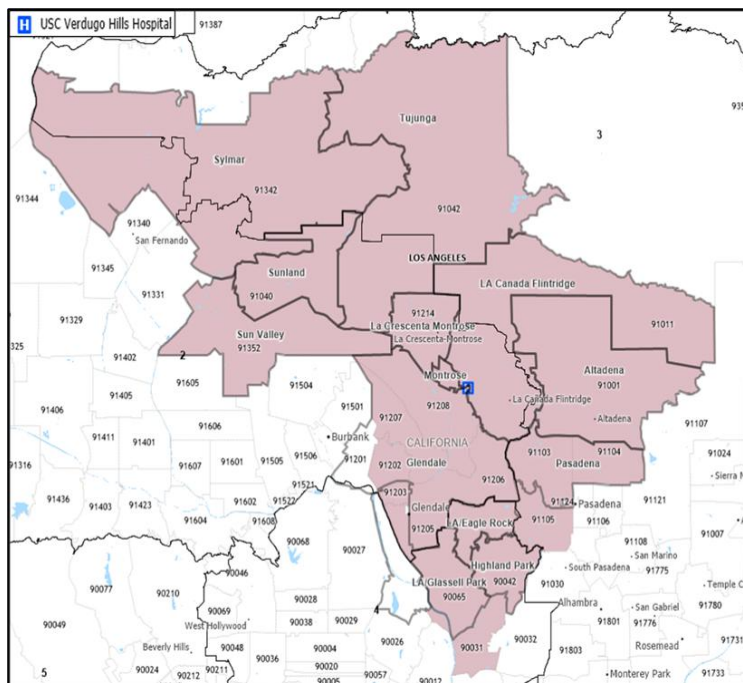 USC Verdugo Hills Hospital
91387
Tujunga
3
Sylmar
91342
91344
91042
91340
San Fernando
LOS ANGELES
91345
Sunland
LA Canada Flintridge
91331
91040
91214
91011
91329
La Crescenta Montrose
La Crescenta-Montrose
Sun Valley
91352
2
91402
Altadena
91001
91605
91504
Montrose
91405
La Cañada Flintridge
91406
91501
91207
91208
Altadena
91606
91107
91411
91401
Burbank
CALIFORNIA
91103
91104
91024
91316
91607
91601
91505
91506
91201
91202
Glendale
Pasadena
91206
91436
91403
91423
91602
91522
91521
91203
Glendale
91124
Pasadena
91121
91604
91608
91205
LA/Eagle Rock
91105
91106
91007
90068
90027
91108
San Marino
90046
Highland Park
91030
South Pasadena
91775
90077
90210
LA/Glassell Park
90042
90065
90069
90028
4
Alhambra
San Gabriel
91780
West Hollywood
90038
90029
91801
91776
90049
90026
90031
90032
Beverly Hills
90048
90004
Rosemead
90036
91803
91731
5
90024
90212
90211
90020
90057
90005
90012
Monterey Park
91733